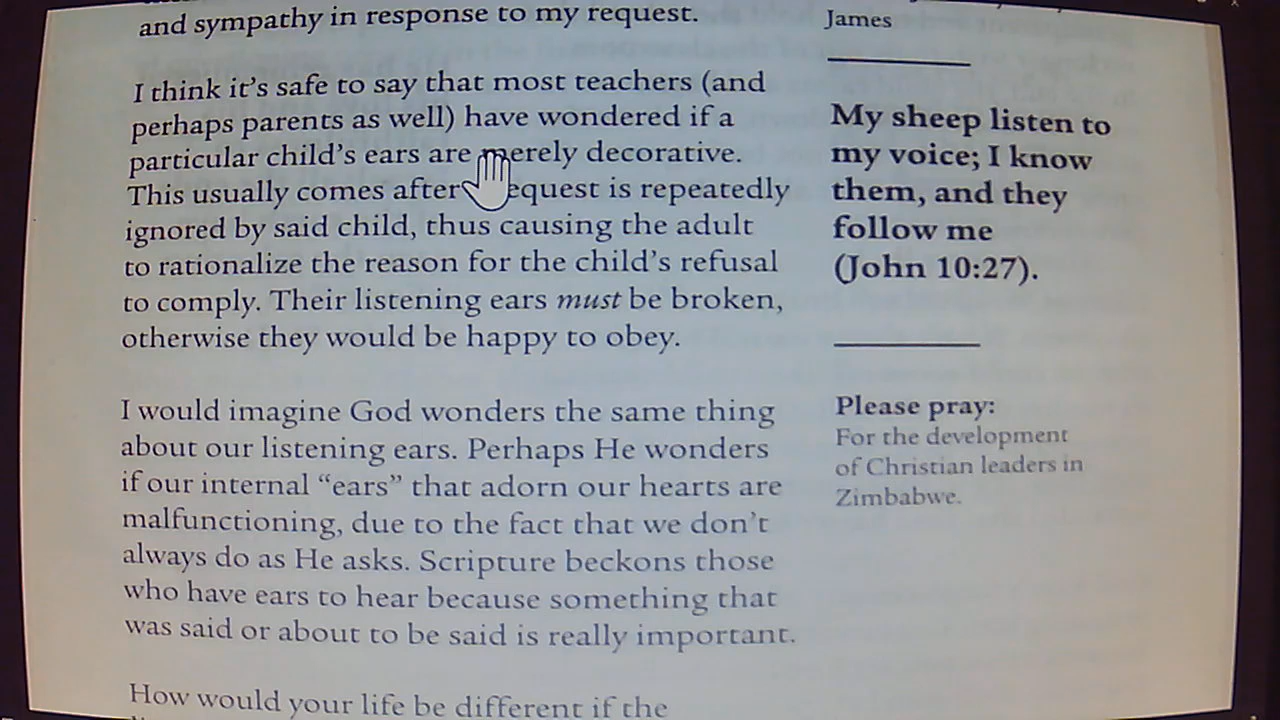 and sympathy in response to my request.
I think it's safe to say that most teachers (and
perhaps parents as well) have wondered if a
particular child's ears are merely decorative.
This usually comes after equest is repeatedly
ignored by said child, thus causing the adult
to rationalize the reason for the child's refusal
to comply. Their listening ears must be broken,
otherwise they would be happy to obey.
I would imagine God wonders the same thing
about our listening ears. Perhaps He wonders
if our internal “ears” that adorn our hearts are
malfunctioning, due to the fact that we don't
always do as He asks. Scripture beckons those
who have ears to hear because something that
was said or about to be said is really important.
How would your life be different if the
James
My sheep listen to
my voice; I know
them, and they
follow me
(John 10:27).
Please pray:
For the development
of Christian leaders in
Zimbabwe.